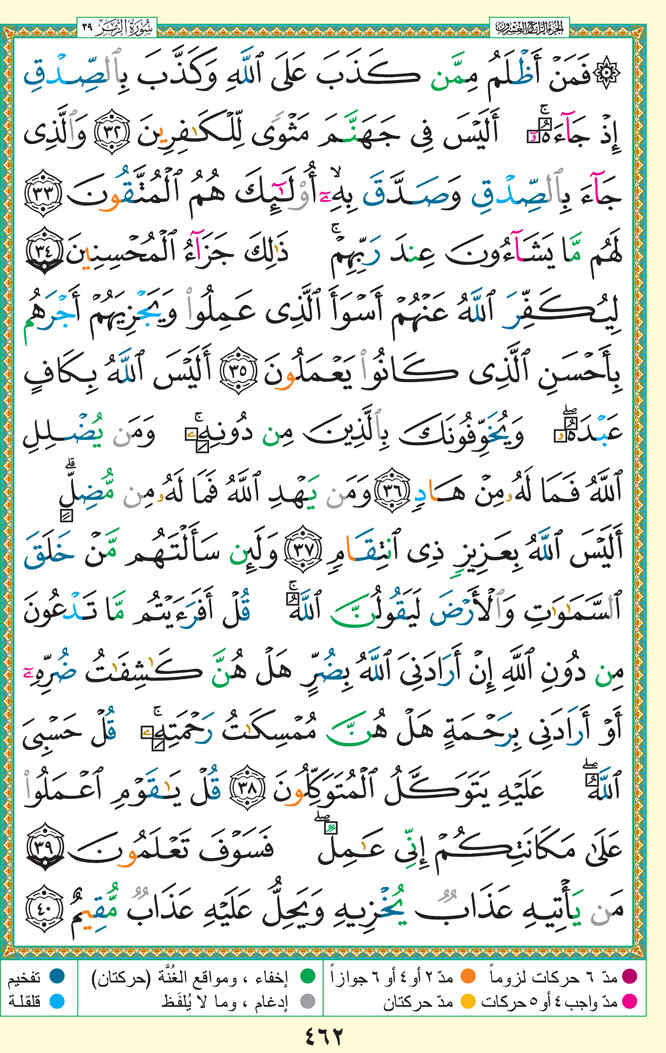 سُورَةُ الزُّمَرِ ٣٩
الجزء الرابع والعشرون
۞ فَمَنْ أَظْلَمُ مِمَّن كَذَبَ عَلَى ٱللَّهِ وَكَذَّبَ بِٱلصِّدْقِ
إِذْ جَآءَهُۥٓ ۚ أَلَيْسَ فِى جَهَنَّمَ مَثْوًى لِّلْكَـٰفِرِينَ ٣٢ وَٱلَّذِى
جَآءَ بِٱلصِّدْقِ وَصَدَّقَ بِهِۦٓ ۙ أُو۟لَـٰٓئِكَ هُمُ ٱلْمُتَّقُونَ ٣٣
لَهُم مَّا يَشَآءُونَ عِندَ رَبِّهِمْ ۚ ذَٰلِكَ جَزَآءُ ٱلْمُحْسِنِينَ ٣٤
لِيُكَفِّرَ ٱللَّهُ عَنْهُمْ أَسْوَأَ ٱلَّذِى عَمِلُوا۟ وَيَجْزِيَهُمْ أَجْرَهُم
بِأَحْسَنِ ٱلَّذِى كَانُوا۟ يَعْمَلُونَ ٣٥ أَلَيْسَ ٱللَّهُ بِكَافٍ
عَبْدَهُۥ ۖ وَيُخَوِّفُونَكَ بِٱلَّذِينَ مِن دُونِهِۦ ۚ وَمَن يُضْلِلِ
ٱللَّهُ فَمَا لَهُۥ مِنْ هَادٍ ٣٦ وَمَن يَهْدِ ٱللَّهُ فَمَا لَهُۥ مِن مُّضِلٍّ ۗ
أَلَيْسَ ٱللَّهُ بِعَزِيزٍ ذِى ٱنتِقَامٍ ٣٧ وَلَئِن سَأَلْتَهُم مَّنْ خَلَقَ
ٱلسَّمَـٰوَٰتِ وَٱلْأَرْضَ لَيَقُولُنَّ ٱللَّهُ ۚ قُلْ أَفَرَءَيْتُم مَّا تَدْعُونَ
مِن دُونِ ٱللَّهِ إِنْ أَرَادَنِىَ ٱللَّهُ بِضُرٍّ هَلْ هُنَّ كَـٰشِفَـٰتُ ضُرِّهِۦٓ
أَوْ أَرَادَنِى بِرَحْمَةٍ هَلْ هُنَّ مُمْسِكَـٰتُ رَحْمَتِهِۦ ۚ قُلْ حَسْبِىَ
ٱللَّهُ ۖ عَلَيْهِ يَتَوَكَّلُ ٱلْمُتَوَكِّلُونَ ٣٨ قُلْ يَـٰقَوْمِ ٱعْمَلُوا۟
عَلَىٰ مَكَانَتِكُمْ إِنِّى عَـٰمِلٌ ۖ فَسَوْفَ تَعْلَمُونَ ٣٩
مَن يَأْتِيهِ عَذَابٌ يُخْزِيهِ وَيَحِلُّ عَلَيْهِ عَذَابٌ مُّقِيمٌ ٤٠
مدّ ٦ حركات لزوماً مدّ ٢ أو ٤ أو ٦ جوازاً إخفاء ، ومواقع الغُنَّة (حركتان) تفخيم
مدّ واجب ٤ أو ٥ حركات مدّ حركتان إدغام ، وما لا يُلفَظ قلقلة
٤٦٢